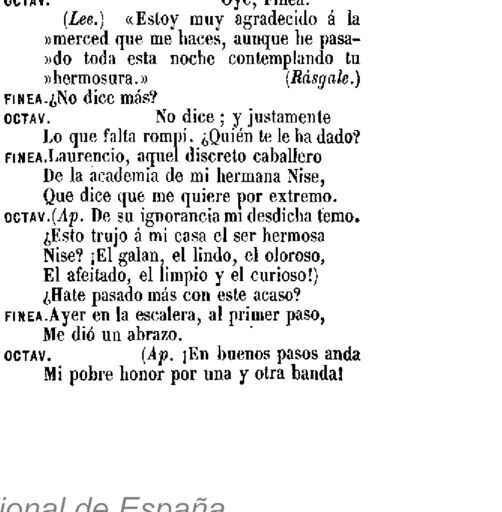 OCTAV. Oye, Finea.
(Lee.) «Estoy muy agradecido á la
»merced que me haces, aunque he pasa-
»do toda esta noche contemplando tu
»hermosura.» (Rásgale.)
FINEA.¿No dice más?
OCTAV. No dice ; y justamente
Lo que falta rompí. ¿Quién te le ha dado?
FINEA.Laurencio, aquel discreto caballero
De la academia de mi hermana Nise,
Que dice que me quiere por extremo.
OCTAV.(Ap. De su ignorancia mi desdicha temo.
¿Esto trujo á mi casa el ser hermosa
Nise? ¡El galan, el lindo, el oloroso,
El afeitado, el limpio y el curioso!)
¿Hate pasado más con este acaso?
FINEA.Ayer en la escalera, al primer paso,
Me dió un abrazo.
OCTAV. (Ap. ¡En buenos pasos anda
Mi pobre honor por una y otra banda!
ional de España